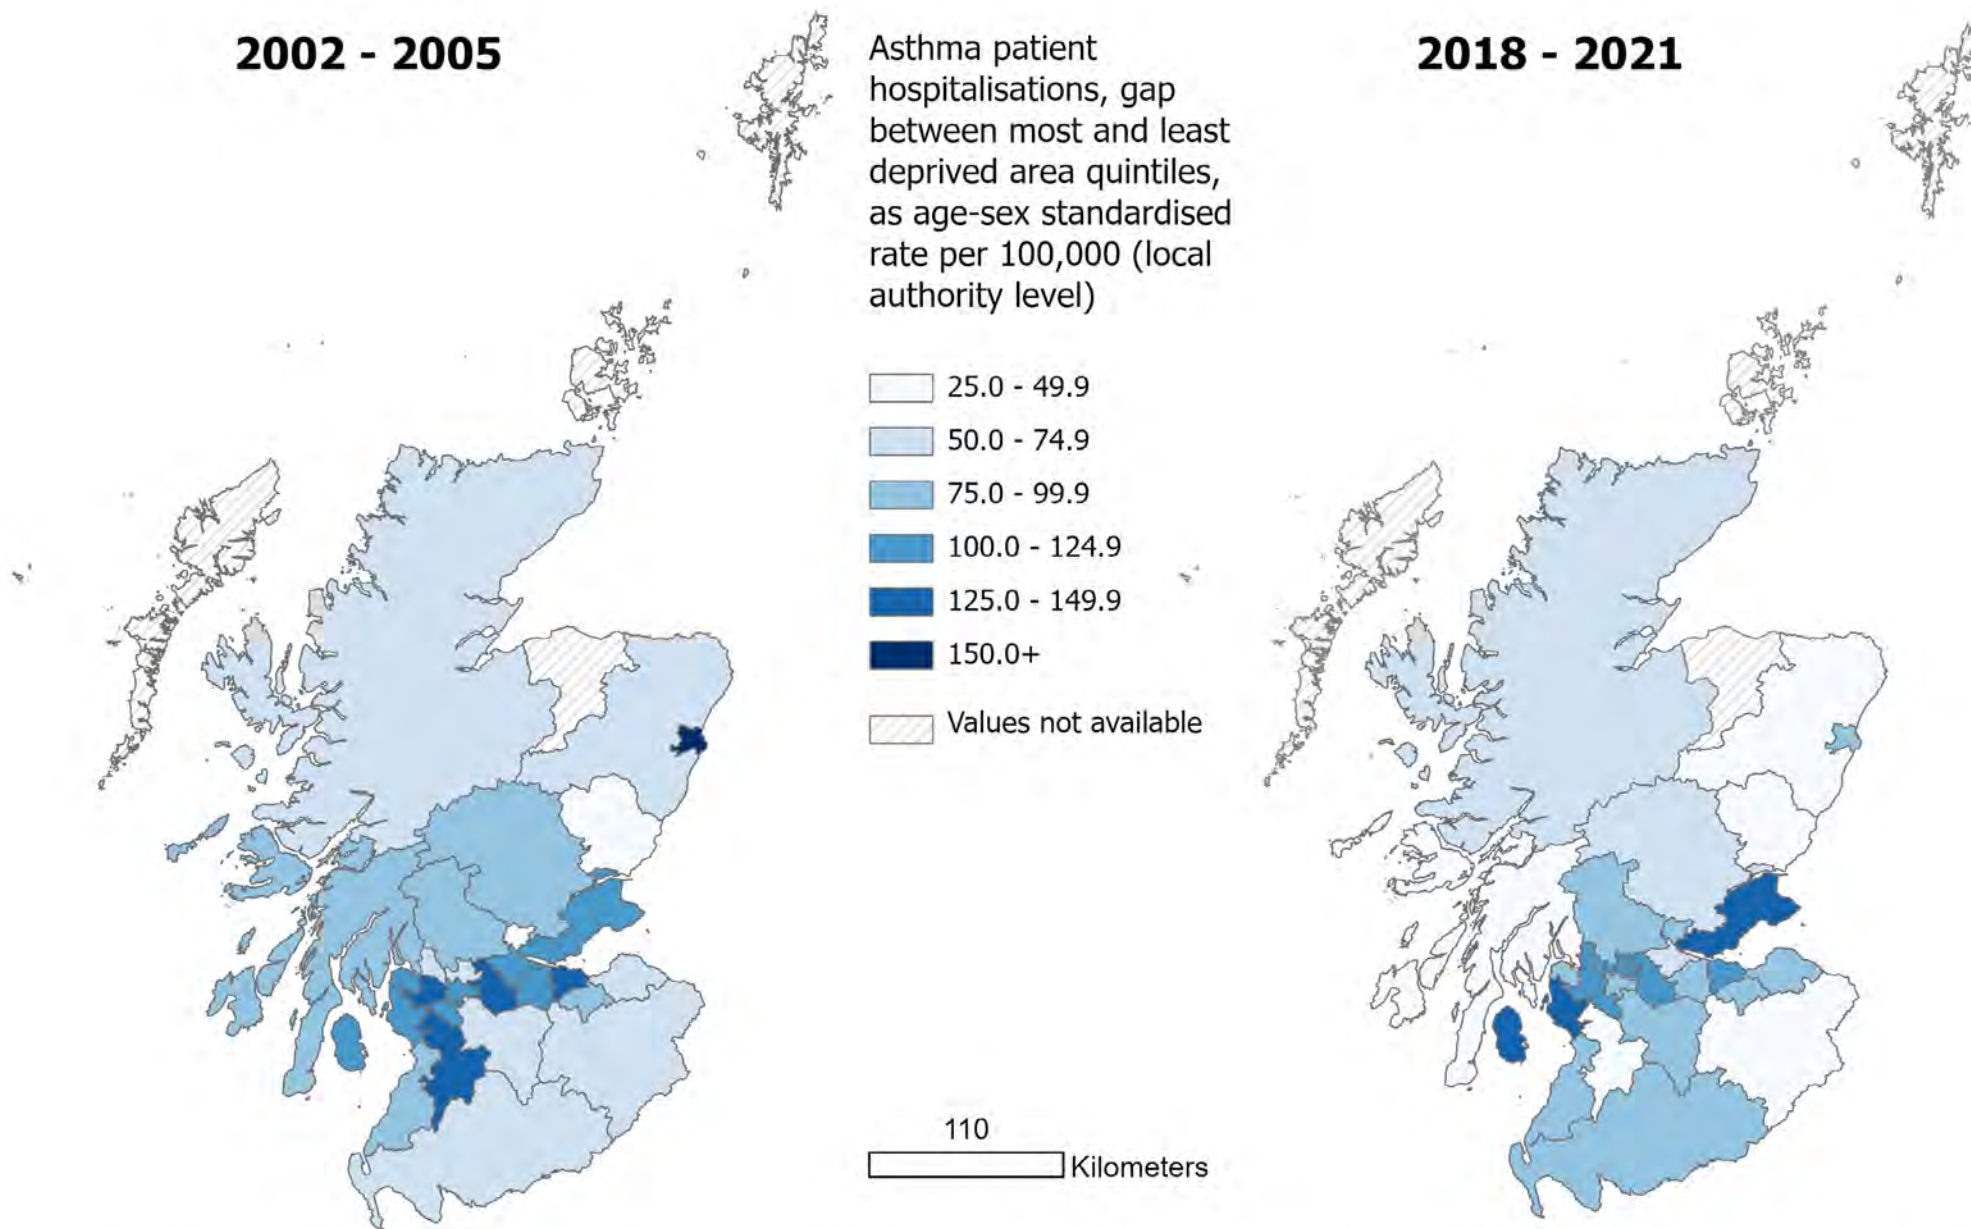 2002 - 2005
Asthma patient
hospitalisations, gap
between most and least
deprived area quintiles,
as age-sex standardised
rate per 100,000 (local
authority level)
25.0 - 49.9
50.0 - 74.9
75.0 - 99.9
100.0 - 124.9
125.0 - 149.9
150.0+
Values not available
110
Kilometers
2018 - 2021